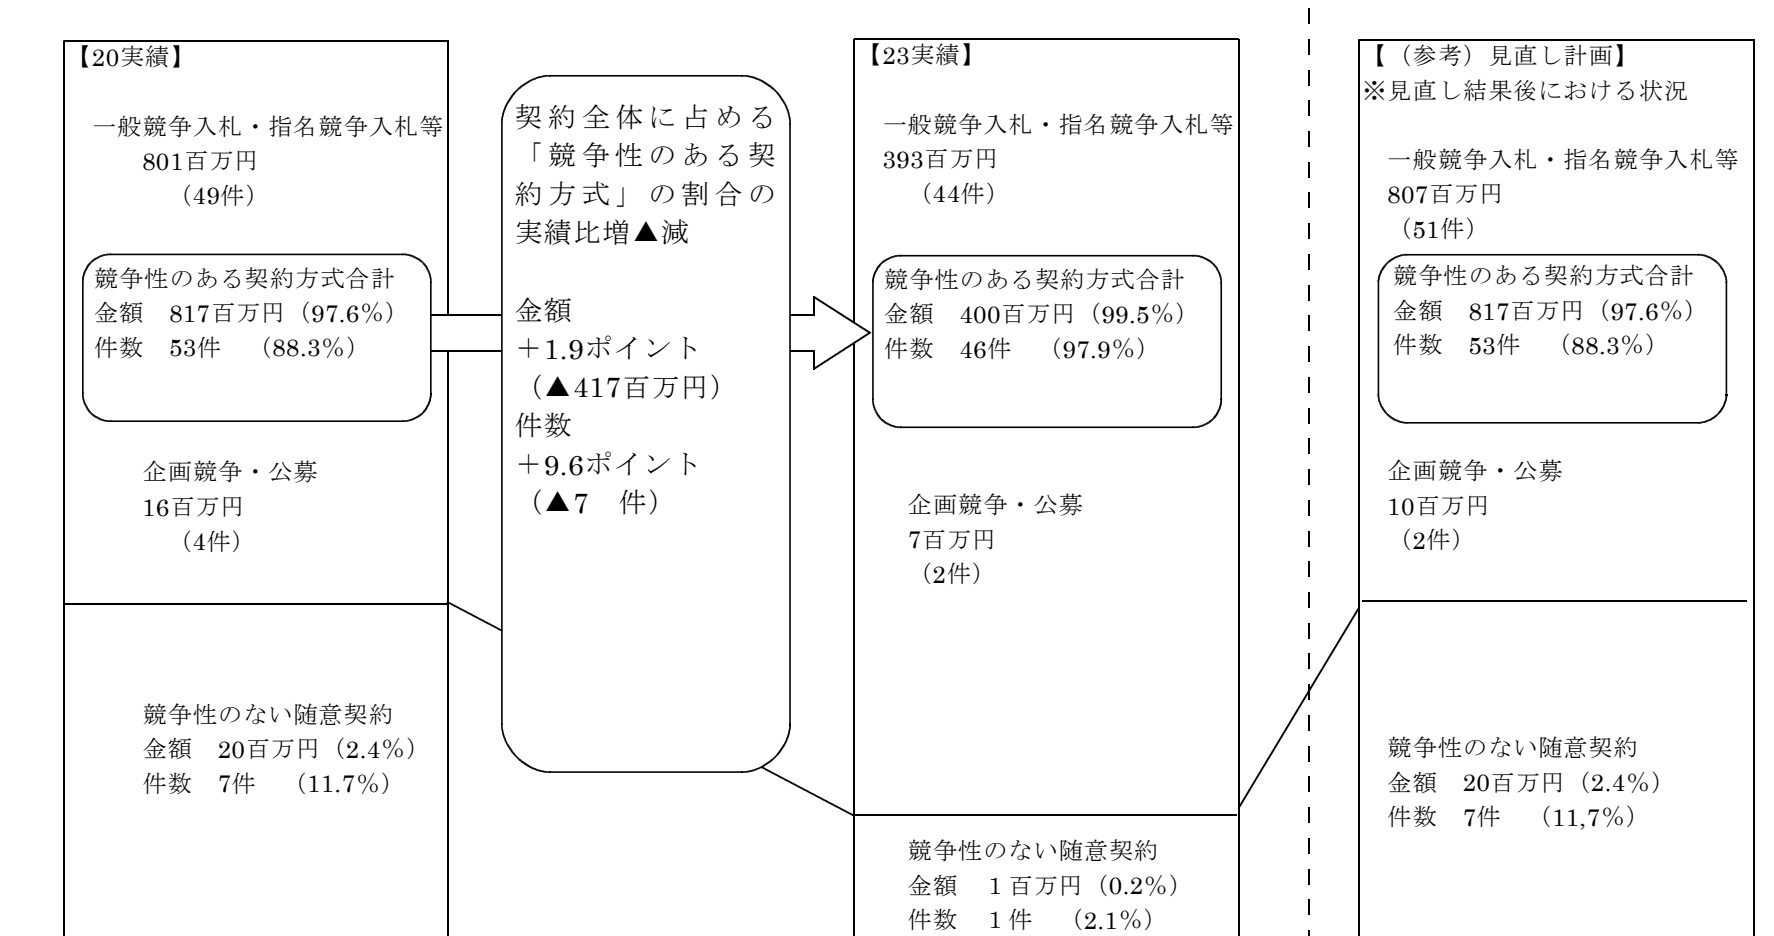 【20実績】
一般競争入札・指名競争入札等
801百万円
（49件）
競争性のある契約方式合計
金額　817百万円（97.6%）
件数　53件　（88.3%）
企画競争・公募
16百万円
（4件）
競争性のない随意契約
金額　20百万円（2.4%）
件数　7件　（11.7%）
契約全体に占める
「競争性のある契
約方式」の割合の
実績比増▲減
金額
＋1.9ポイント
（▲417百万円）
件数
＋9.6ポイント
（▲7　件）
【23実績】
一般競争入札・指名競争入札等
393百万円
（44件）
競争性のある契約方式合計
金額　400百万円（99.5%）
件数　46件　（97.9%）
企画競争・公募
7百万円
（2件）
競争性のない随意契約
金額　１百万円（0.2%）
件数　１件　（2.1%）
【（参考）見直し計画】
※見直し結果後における状況
一般競争入札・指名競争入札等
807百万円
（51件）
競争性のある契約方式合計
金額　817百万円（97.6%）
件数　53件　（88.3%）
企画競争・公募
10百万円
（2件）
競争性のない随意契約
金額　20百万円（2.4%）
件数　7件　（11,7%）